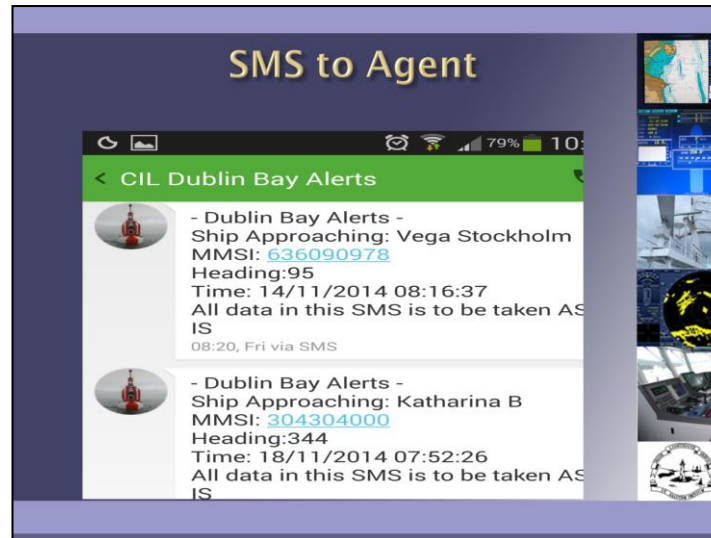 SMS to Agent
79% 10:
< CIL Dublin Bay Alerts
- Dublin Bay Alerts -
Ship Approaching: Vega Stockholm
MMSI: 636090978
Heading:95
Time: 14/11/2014 08:16:37
All data in this SMS is to be taken AS
IS
08:20, Fri via SMS
- Dublin Bay Alerts -
Ship Approaching: Katharina B
MMSI: 304304000
Heading:344
Time: 18/11/2014 07:52:26
All data in this SMS is to be taken AS
IS